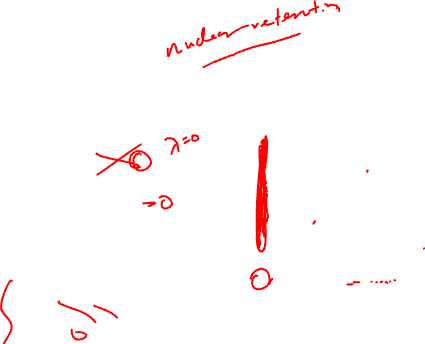 nuclear retention
λ=0
→0